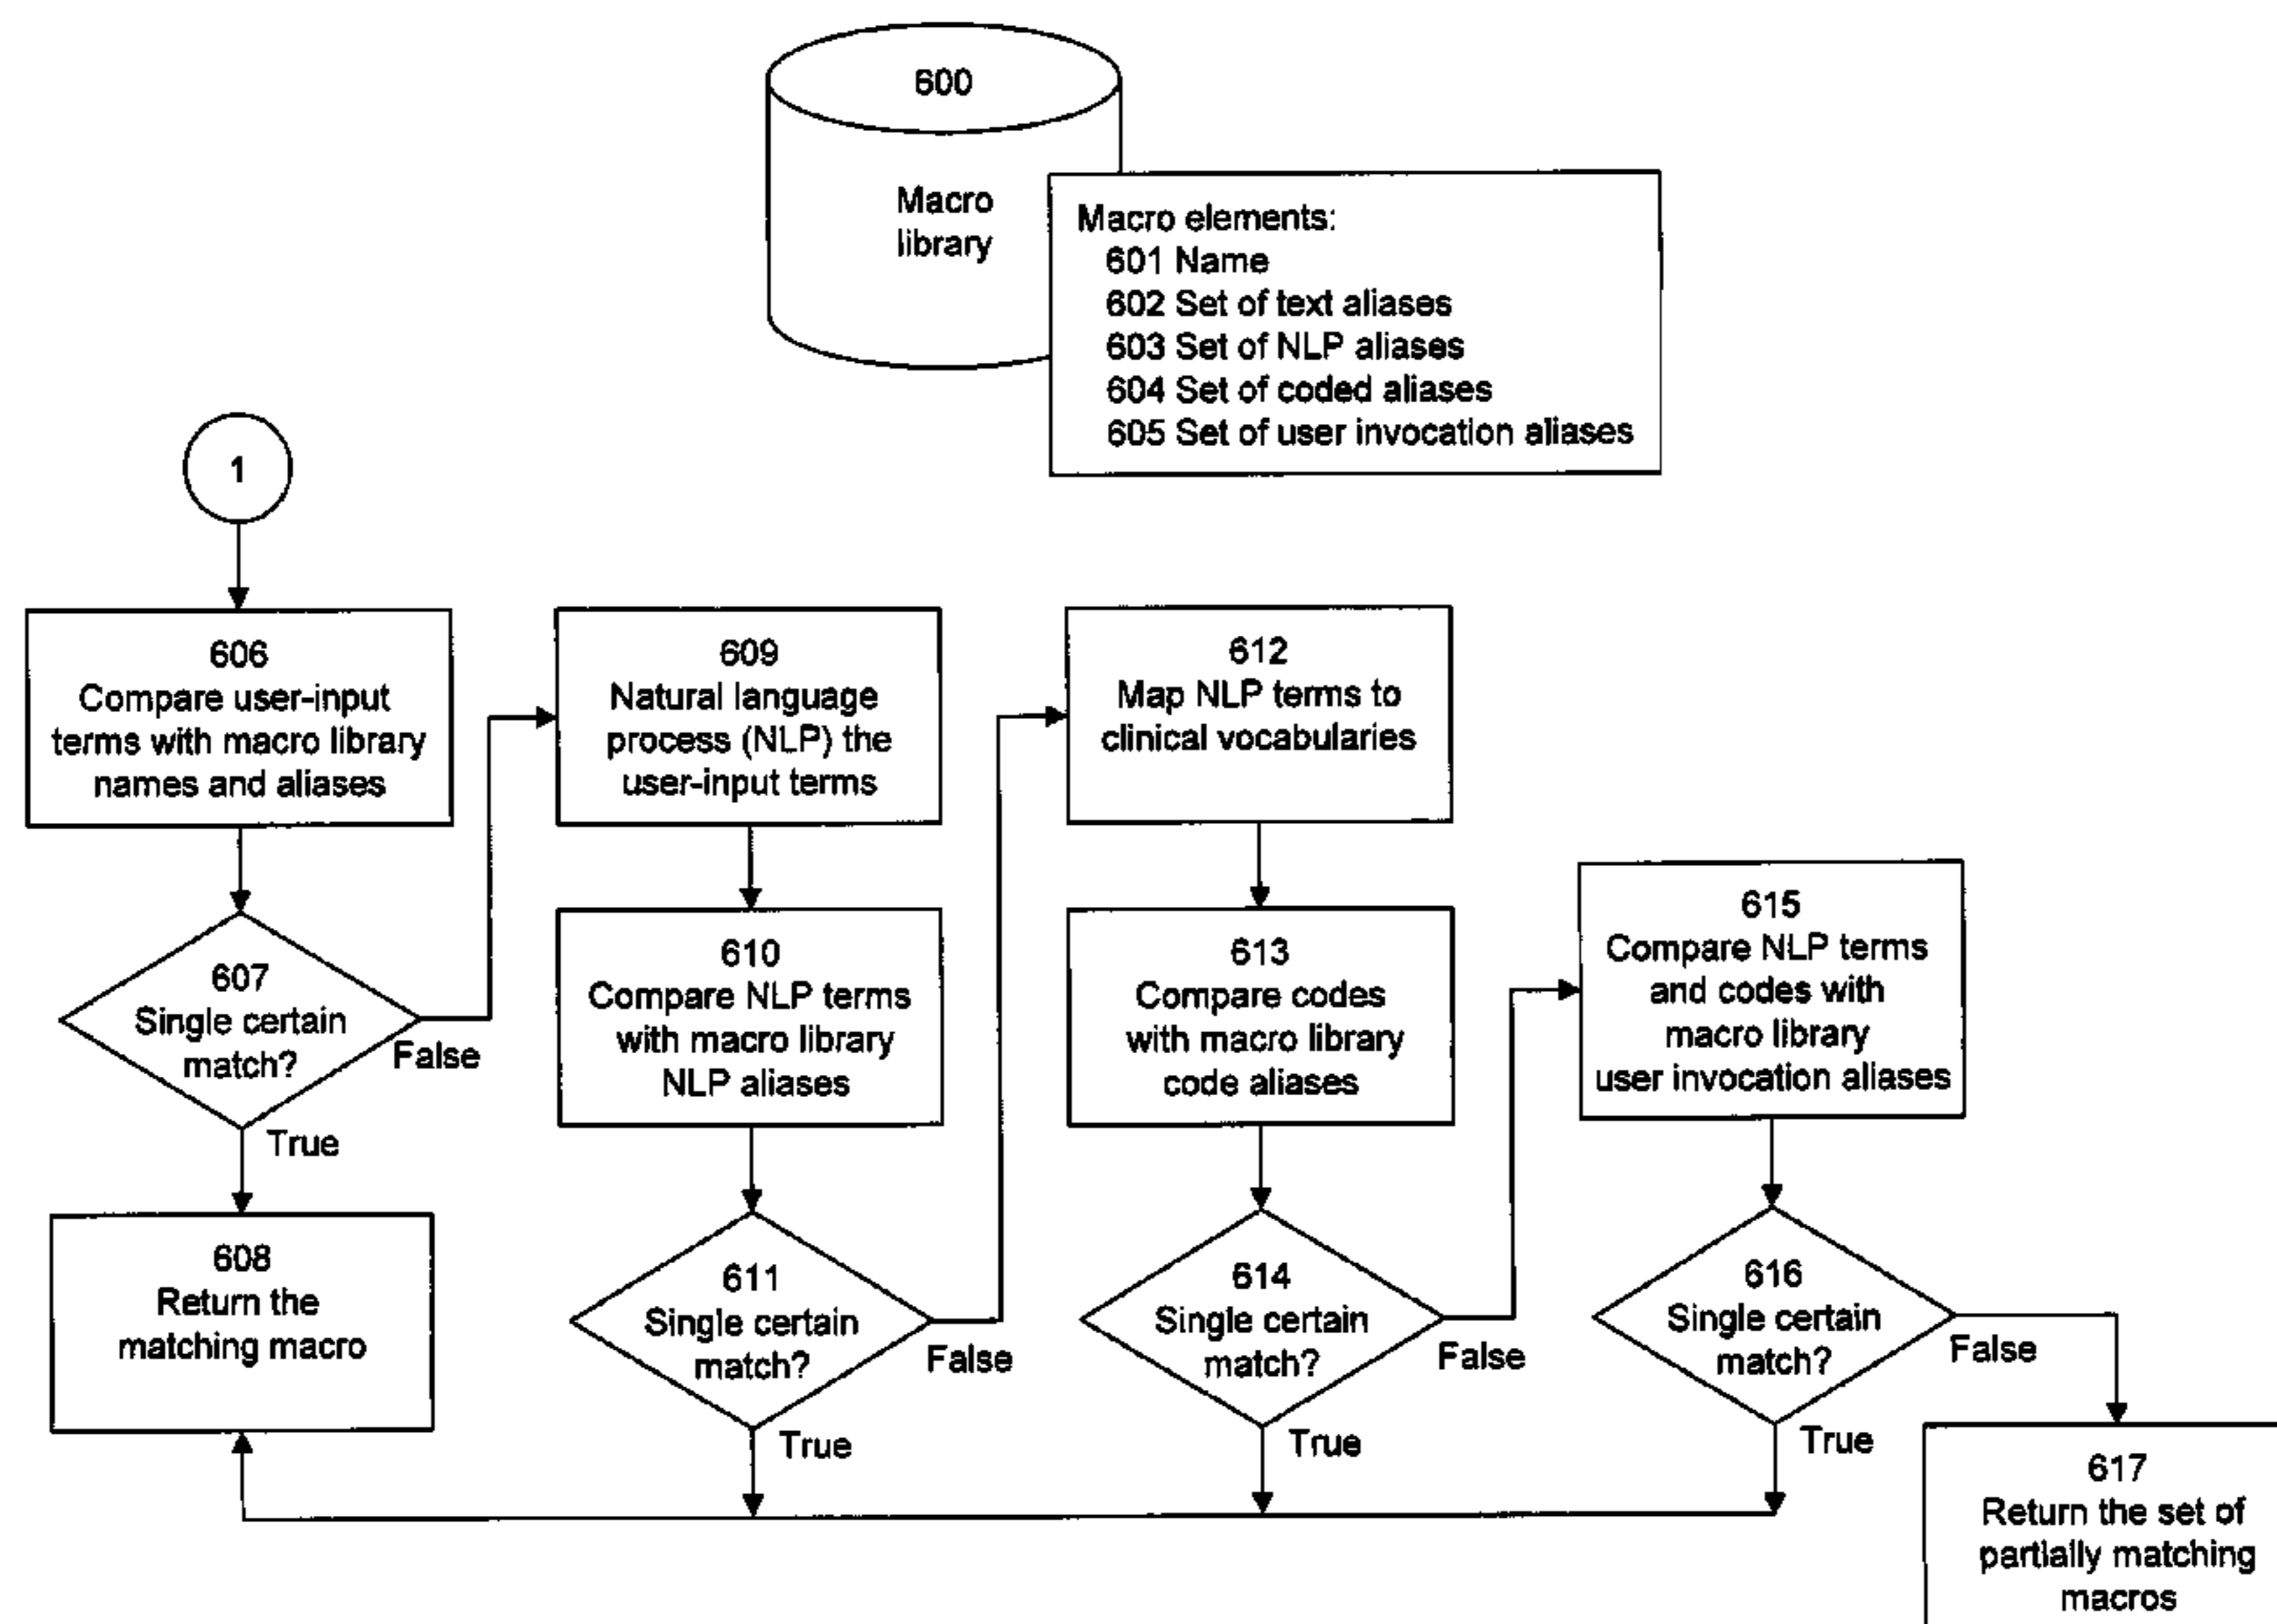 600
Macro
library
Macro elements:
601 Name
602 Set of text aliases
603 Set of NLP aliases
604 Set of coded aliases
605 Set of user invocation aliases
1
606
Compare user-input
terms with macro library
names and aliases
607
Single certain
match?
False
True
608
Return the
matching macro
609
Natural language
process (NLP) the
user-input terms
610
Compare NLP terms
with macro library
NLP aliases
611
Single certain
match?
False
True
612
Map NLP terms to
clinical vocabularies
613
Compare codes
with macro library
code aliases
614
Single certain
match?
False
True
615
Compare NLP terms
and codes with
macro library
user invocation aliases
616
Single certain
match?
False
True
617
Return the set of
partially matching
macros